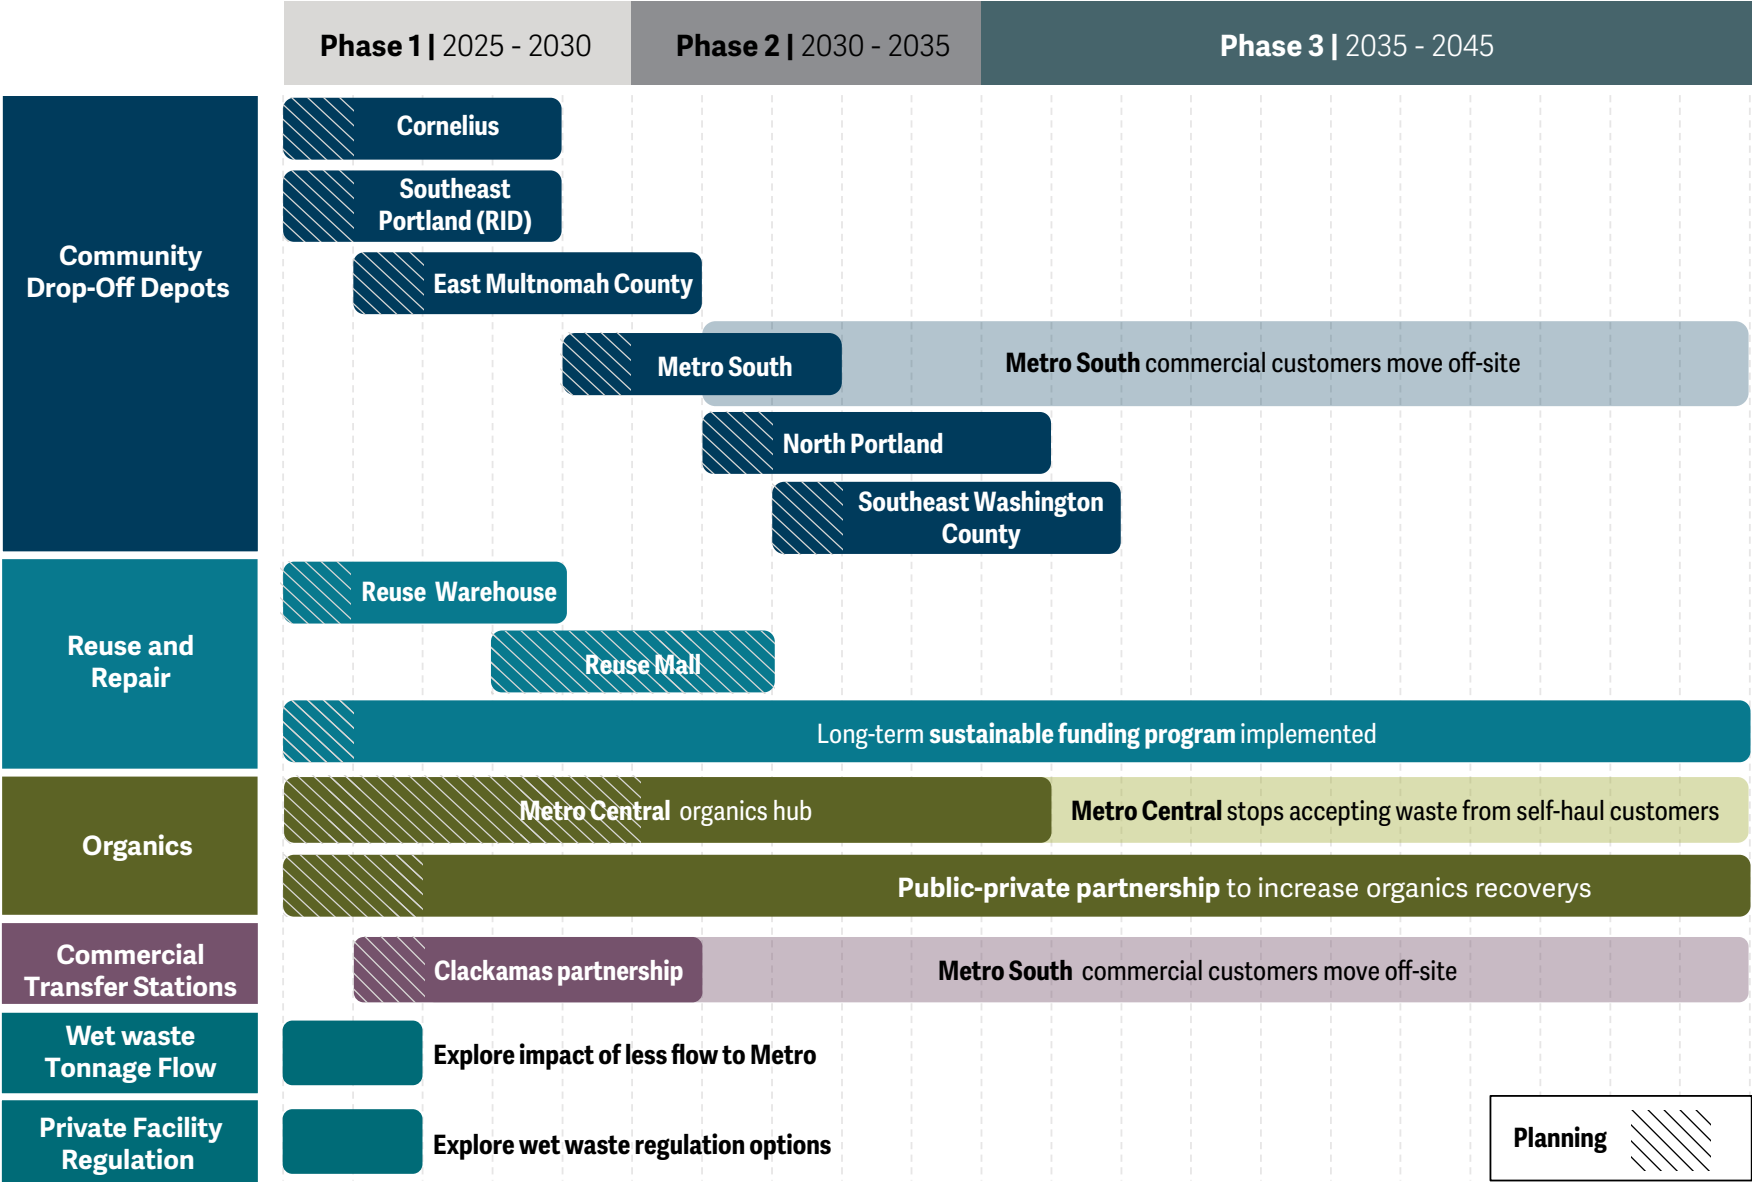 Phase 1 | 2025 - 2030
Phase 2 | 2030 - 2035
Phase 3 | 2035 - 2045
Community
Drop-Off Depots
Cornelius
Southeast
Portland (RID)
East Multnomah County
Metro South
Metro South commercial customers move off-site
North Portland
Southeast Washington
County
Reuse and
Repair
Reuse Warehouse
Reuse Mall
Long-term sustainable funding program implemented
Organics
Metro Central organics hub
Metro Central stops accepting waste from self-haul customers
Public-private partnership to increase organics recoverys
Commercial
Transfer Stations
Clackamas partnership
Metro South commercial customers move off-site
Wet waste
Tonnage Flow
Explore impact of less flow to Metro
Private Facility
Regulation
Explore wet waste regulation options
Planning